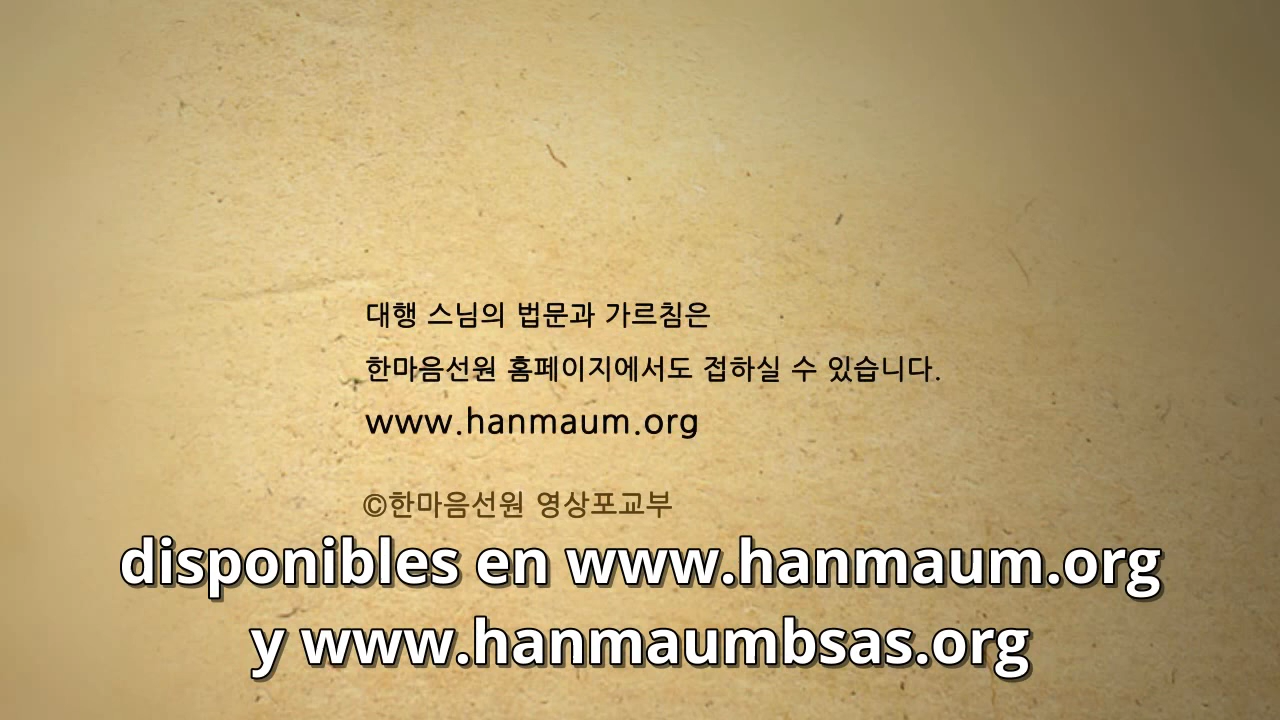 대행 스님의 법문과 가르침은
한마음선원 홈페이지에서도 접하실 수 있습니다.
www.hanmaum.org
©한마음선원 영상포교부
disponibles en www.hanmaum.org
y www.hanmaumbsas.org